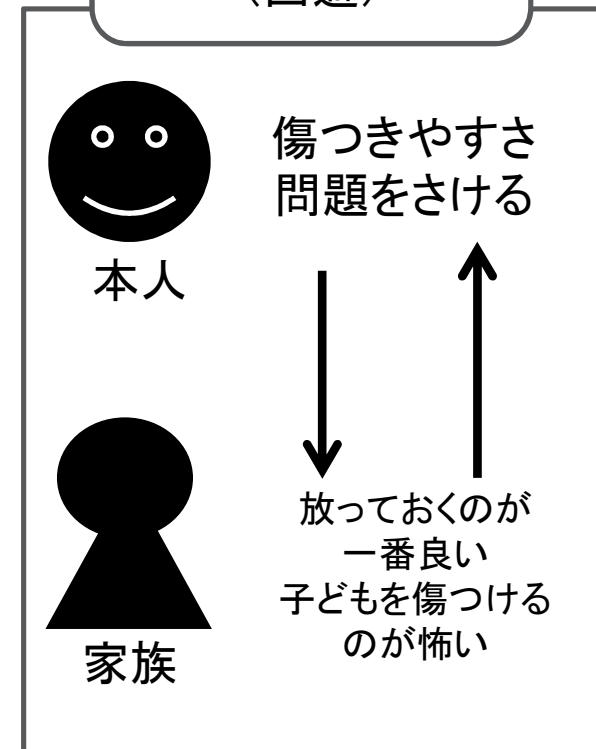 傷つきやすさ
問題をさける
本人
放っておくのが
一番良い
子どもを傷つける
のが怖い
家族